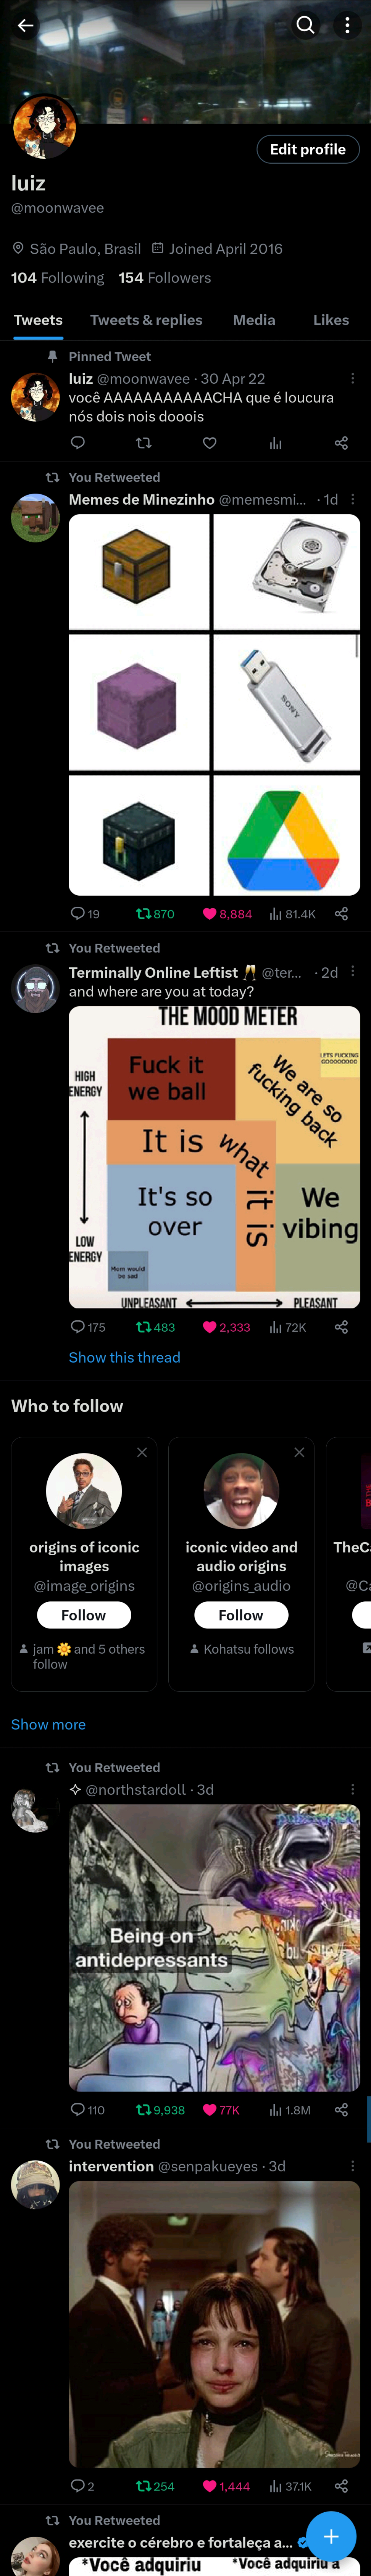 Edit profile
luiz
@moonwavee
São Paulo, Brasil Joined April 2016
104 Following 154 Followers
Tweets Tweets & replies Media Likes
Pinned Tweet
luiz @moonwavee · 30 Apr 22
você AAAAAAAAAAACHA que é loucura
nós dois nois dooois
You Retweeted
Memes de Minezinho @memesmi... · 1d
SONY
19 870 8,884 81.4K
You Retweeted
Terminally Online Leftist 🥂 @ter... · 2d
and where are you at today?
THE MOOD METER
HIGH
ENERGY
LOW
ENERGY
Fuck it
we ball
We are so
fucking back
LETS FUCKING
GOOOOOOO
It is what
it
is
It's so
over
We
vibing
Mom would
be sad
UNPLEASANT PLEASANT
175 483 2,333 72K
Show this thread
Who to follow
origins of iconic
images
@image_origins
Follow
jam 🌼 and 5 others
follow
iconic video and
audio origins
@origins_audio
Follow
Kohatsu follows
Show more
You Retweeted
✧ @northstardoll · 3d
Being on
antidepressants
110 9,938 77K 1.8M
You Retweeted
intervention @senpakueyes · 3d
2 254 1,444 37.1K
You Retweeted
exercite o cérebro e fortaleça a...
*Você adquiriu *Você adquiriu a